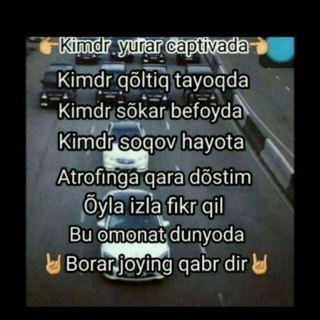 👉Kimdr yurar captivada👈
Kimdr qõltiq tayoqda
Kimdr sõkar befoyda
Kimdr soqov hayota
Atrofinga qara dõstim
Õyla izla fikr qil
Bu omonat dunyoda
🤘Borar joying qabr dir🤘